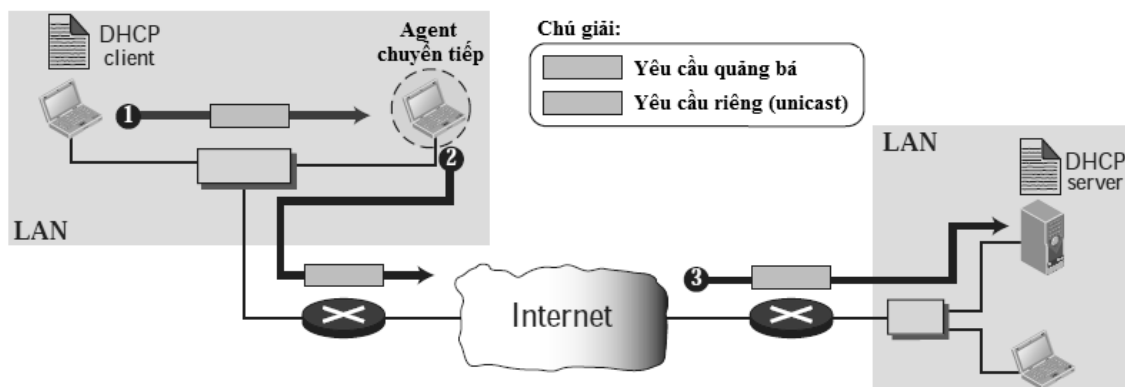 DHCP
client
Agent
chuyển tiếp
1
2
LAN
Chú giải:
Yêu cầu quảng bá
Yêu cầu riêng (unicast)
Internet
3
LAN
DHCP
server